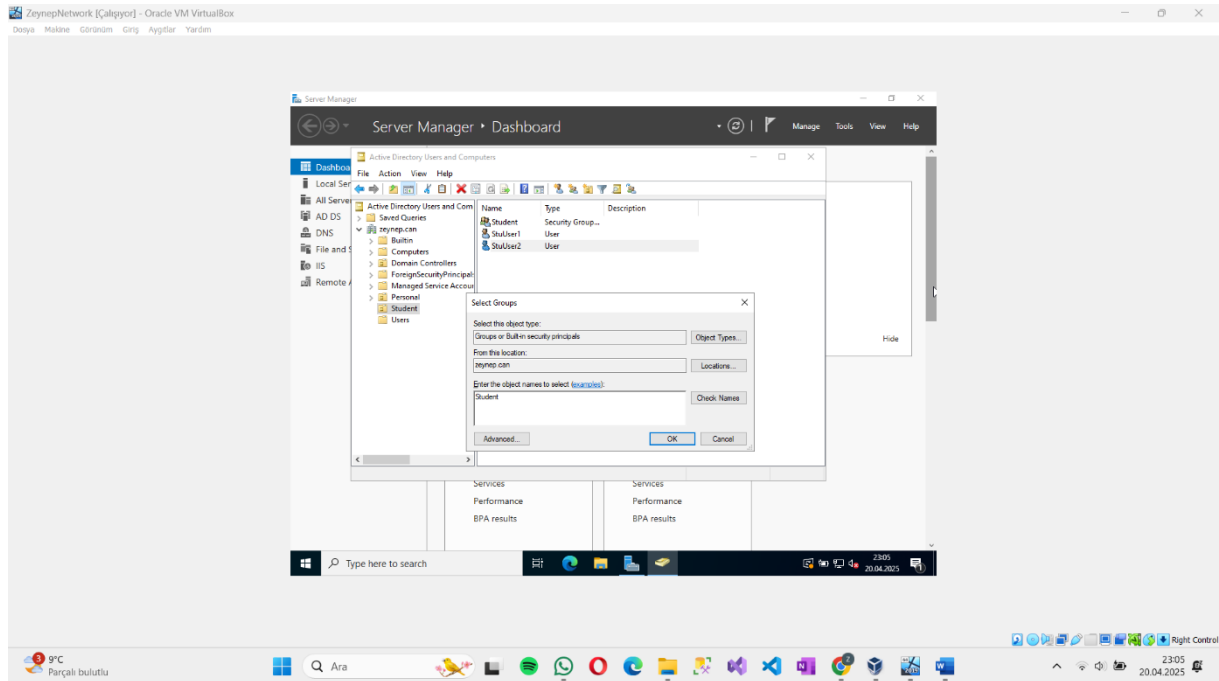 ZeynepNetwork [Çalışıyor] - Oracle VM VirtualBox
Dosya Makine Görünüm Giriş Aygıtlar Yardım
Server Manager
Server Manager • Dashboard
Manage Tools View Help
Dashboa
Local Ser
All Serve
AD DS
DNS
File and S
IIS
Remote A
Active Directory Users and Computers
File Action View Help
Active Directory Users and Com
Saved Queries
zeynep.can
Builtin
Computers
Domain Controllers
ForeignSecurityPrincipals
Managed Service Accoun
Personal
Student
Users
Name Type Description
Student Security Group...
StuUser1 User
StuUser2 User
Select Groups
Select this object type:
Groups or Built-in security principals
Object Types...
From this location:
zeynep.can
Locations...
Enter the object names to select (examples):
Student
Check Names
Advanced...
OK
Cancel
Hide
Services
Performance
BPA results
Services
Performance
BPA results
Type here to search
23:05
20.04.2025
1
Right Control
3
9°C
Parçalı bulutlu
Ara
23:05
20.04.2025